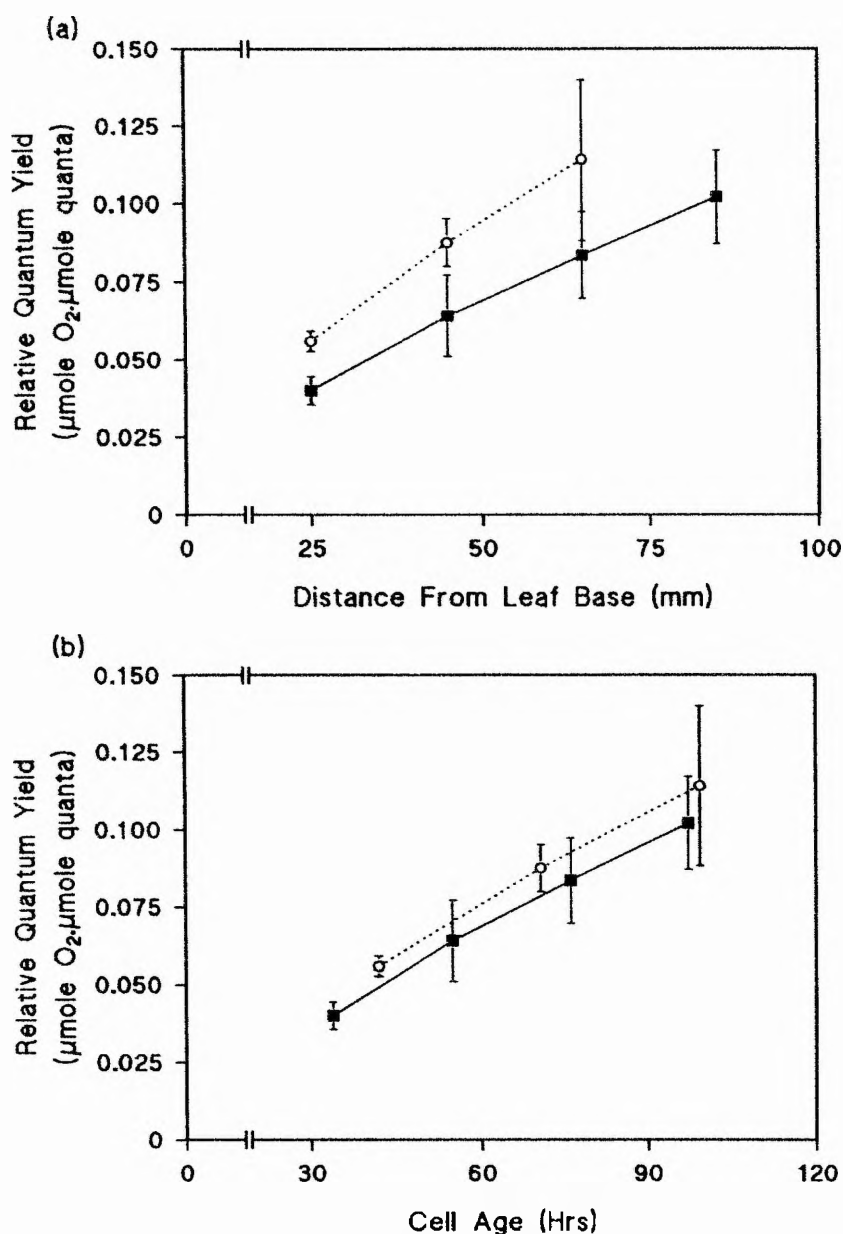 (a)
0.150
0.125
0.100
0.075
0.050
0.025
0
Relative Quantum Yield
(µmole O₂.µmole quanta)
0 25 50 75 100
Distance From Leaf Base (mm)
(b)
0.150
0.125
0.100
0.075
0.050
0.025
0
Relative Quantum Yield
(µmole O₂.µmole quanta)
0 30 60 90 120
Cell Age (Hrs)